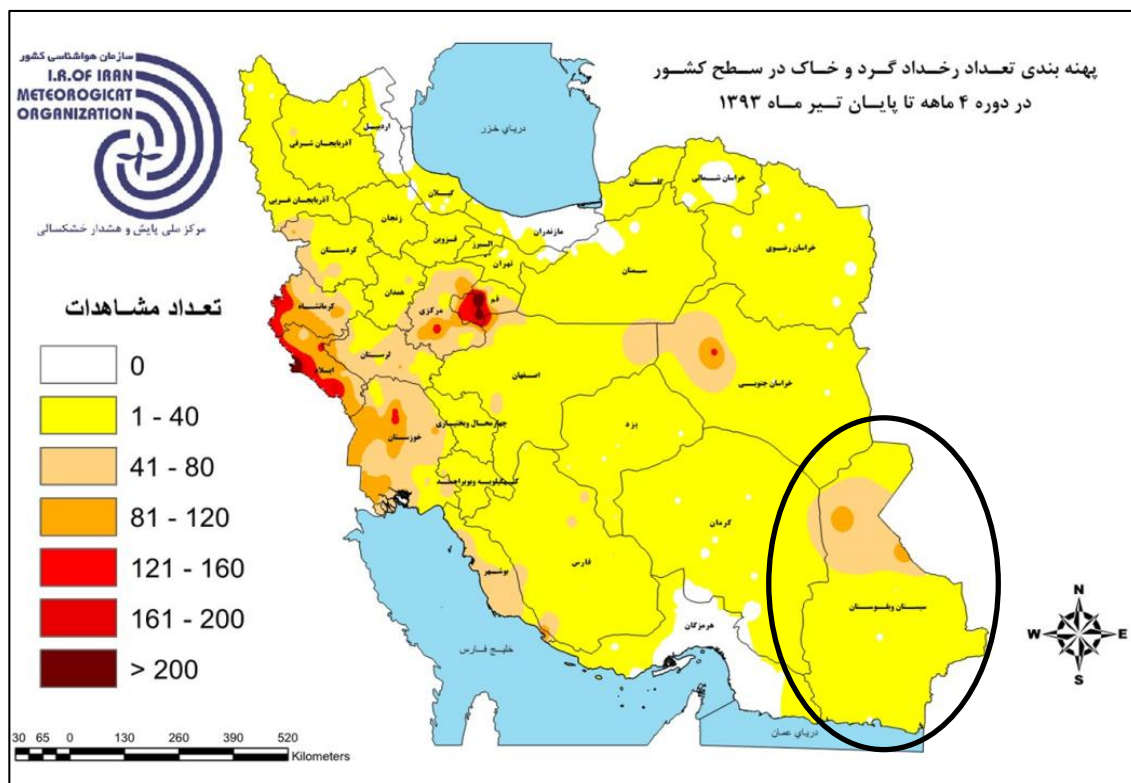 سازمان هواشناسی کشور
I.R.OF IRAN
METEOROGICAT
ORGANIZATION
مرکز ملی پایش و هشدار خشکسالی
پهنه بندی تعداد رخداد گرد و خاک در سطح کشور
در دوره ۴ ماهه تا پایان تیر ماه ۱۳۹۳
دریای خزر
اردبیل
آذربایجان شرقی
آذربایجان غربی
گیلان
زنجان
قزوین
البرز
تهران
مازندران
گلستان
خراسان شمالی
خراسان رضوی
سمنان
کردستان
همدان
کرمانشاه
مرکزی
قم
لرستان
ایلام
اصفهان
خراسان جنوبی
خوزستان
چهارمحال وبختیاری
یزد
کهگیلویه وبویراحمد
کرمان
فارس
بوشهر
سیستان وبلوچستان
هرمزگان
خلیج فارس
دریای عمان
تعداد مشاهدات
0
1 - 40
41 - 80
81 - 120
121 - 160
161 - 200
> 200
30 65 0 130 260 390 520
Kilometers
N
W E
S